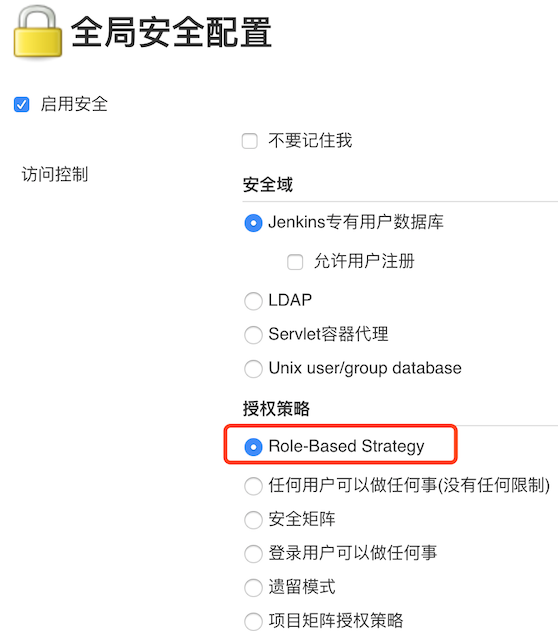 全局安全配置
启用安全
不要记住我
访问控制
安全域
Jenkins专有用户数据库
允许用户注册
LDAP
Servlet容器代理
Unix user/group database
授权策略
Role-Based Strategy
任何用户可以做任何事(没有任何限制)
安全矩阵
登录用户可以做任何事
遗留模式
项目矩阵授权策略